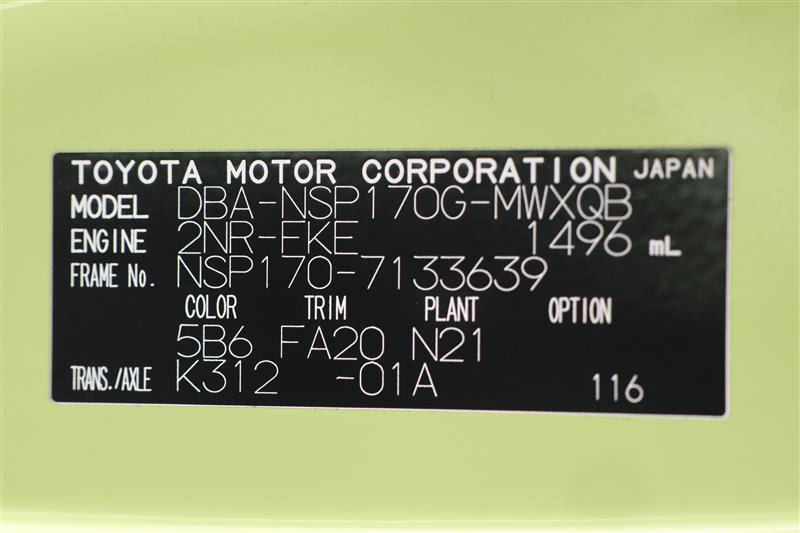 TOYOTA MOTOR CORPORATION JAPAN
MODEL DBA-NSP170G-MWXQB
ENGINE 2NR-FKE 1496 mL
FRAME No. NSP170-7133639
COLOR TRIM PLANT OPTION
5B6 FA20 N21
TRANS./AXLE K312 -01A 116